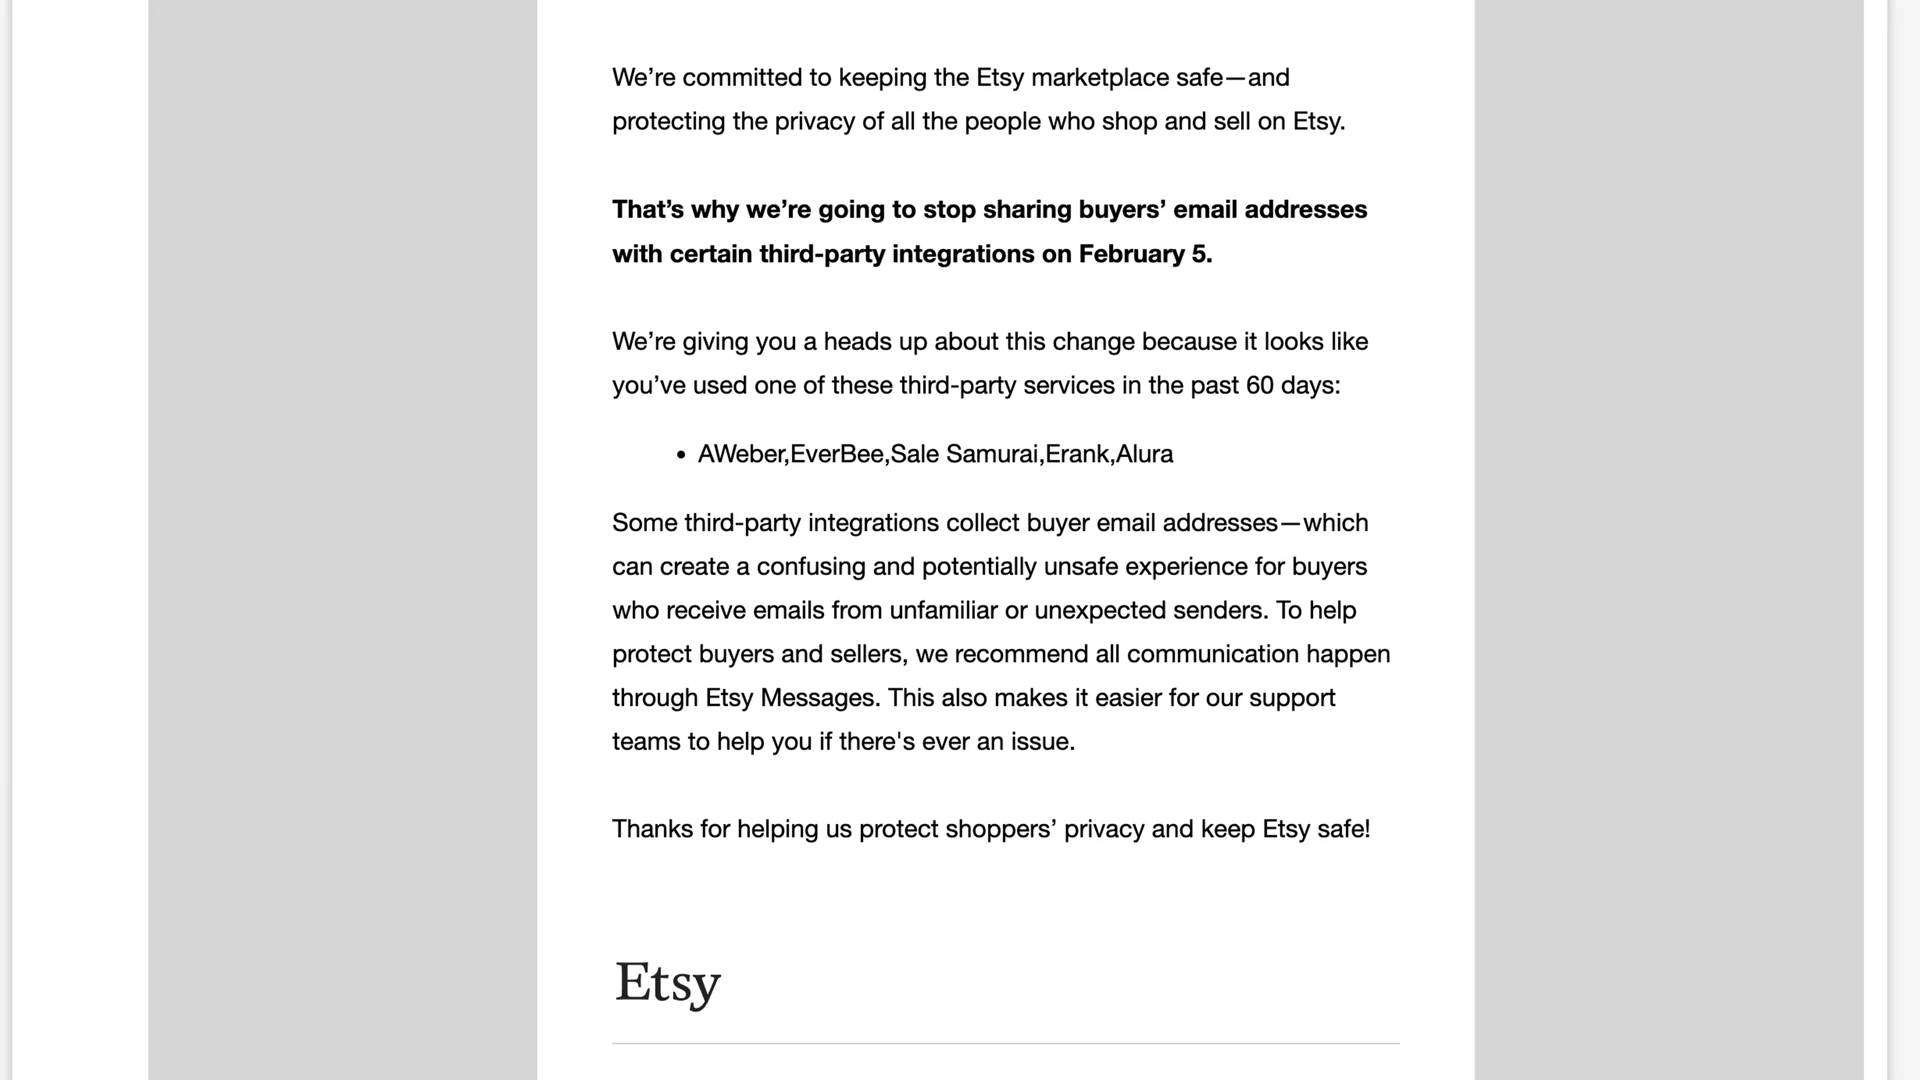 We’re committed to keeping the Etsy marketplace safe—and
protecting the privacy of all the people who shop and sell on Etsy.
That’s why we’re going to stop sharing buyers’ email addresses
with certain third-party integrations on February 5.
We’re giving you a heads up about this change because it looks like
you’ve used one of these third-party services in the past 60 days:
• AWeber,EverBee,Sale Samurai,Erank,Alura
Some third-party integrations collect buyer email addresses—which
can create a confusing and potentially unsafe experience for buyers
who receive emails from unfamiliar or unexpected senders. To help
protect buyers and sellers, we recommend all communication happen
through Etsy Messages. This also makes it easier for our support
teams to help you if there's ever an issue.
Thanks for helping us protect shoppers’ privacy and keep Etsy safe!
Etsy